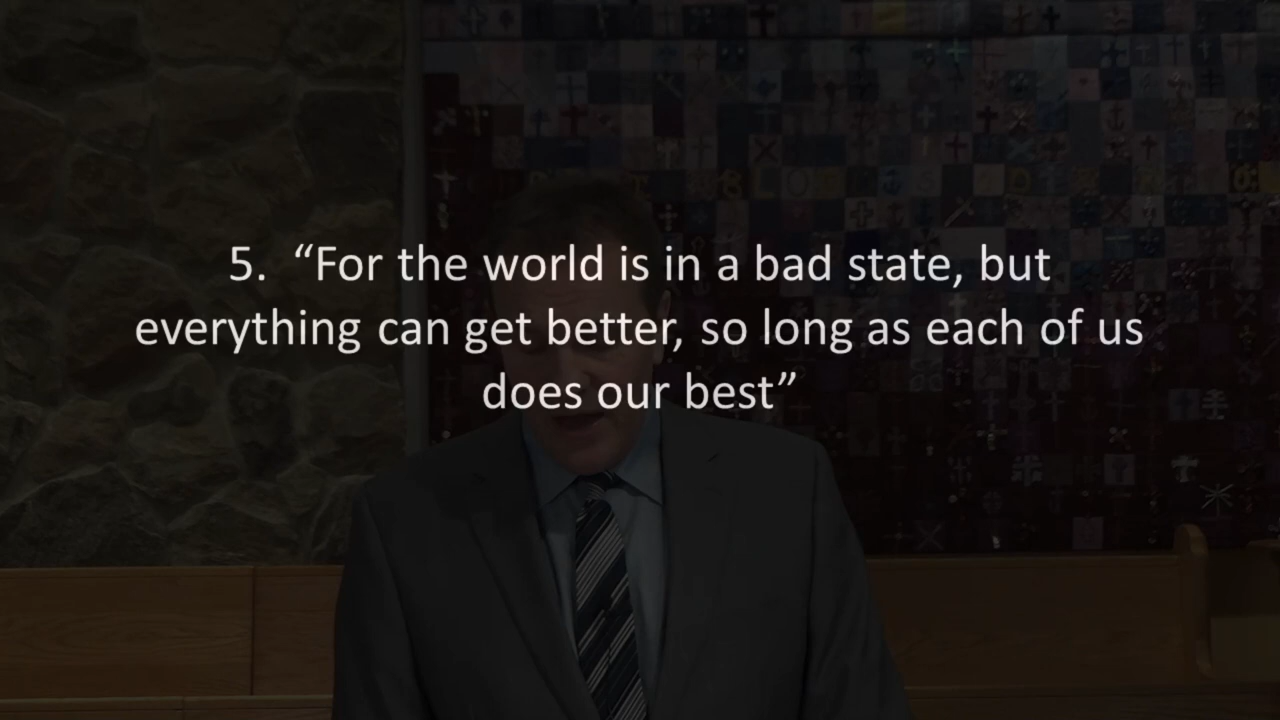 5.  “For the world is in a bad state, but
everything can get better, so long as each of us
does our best”